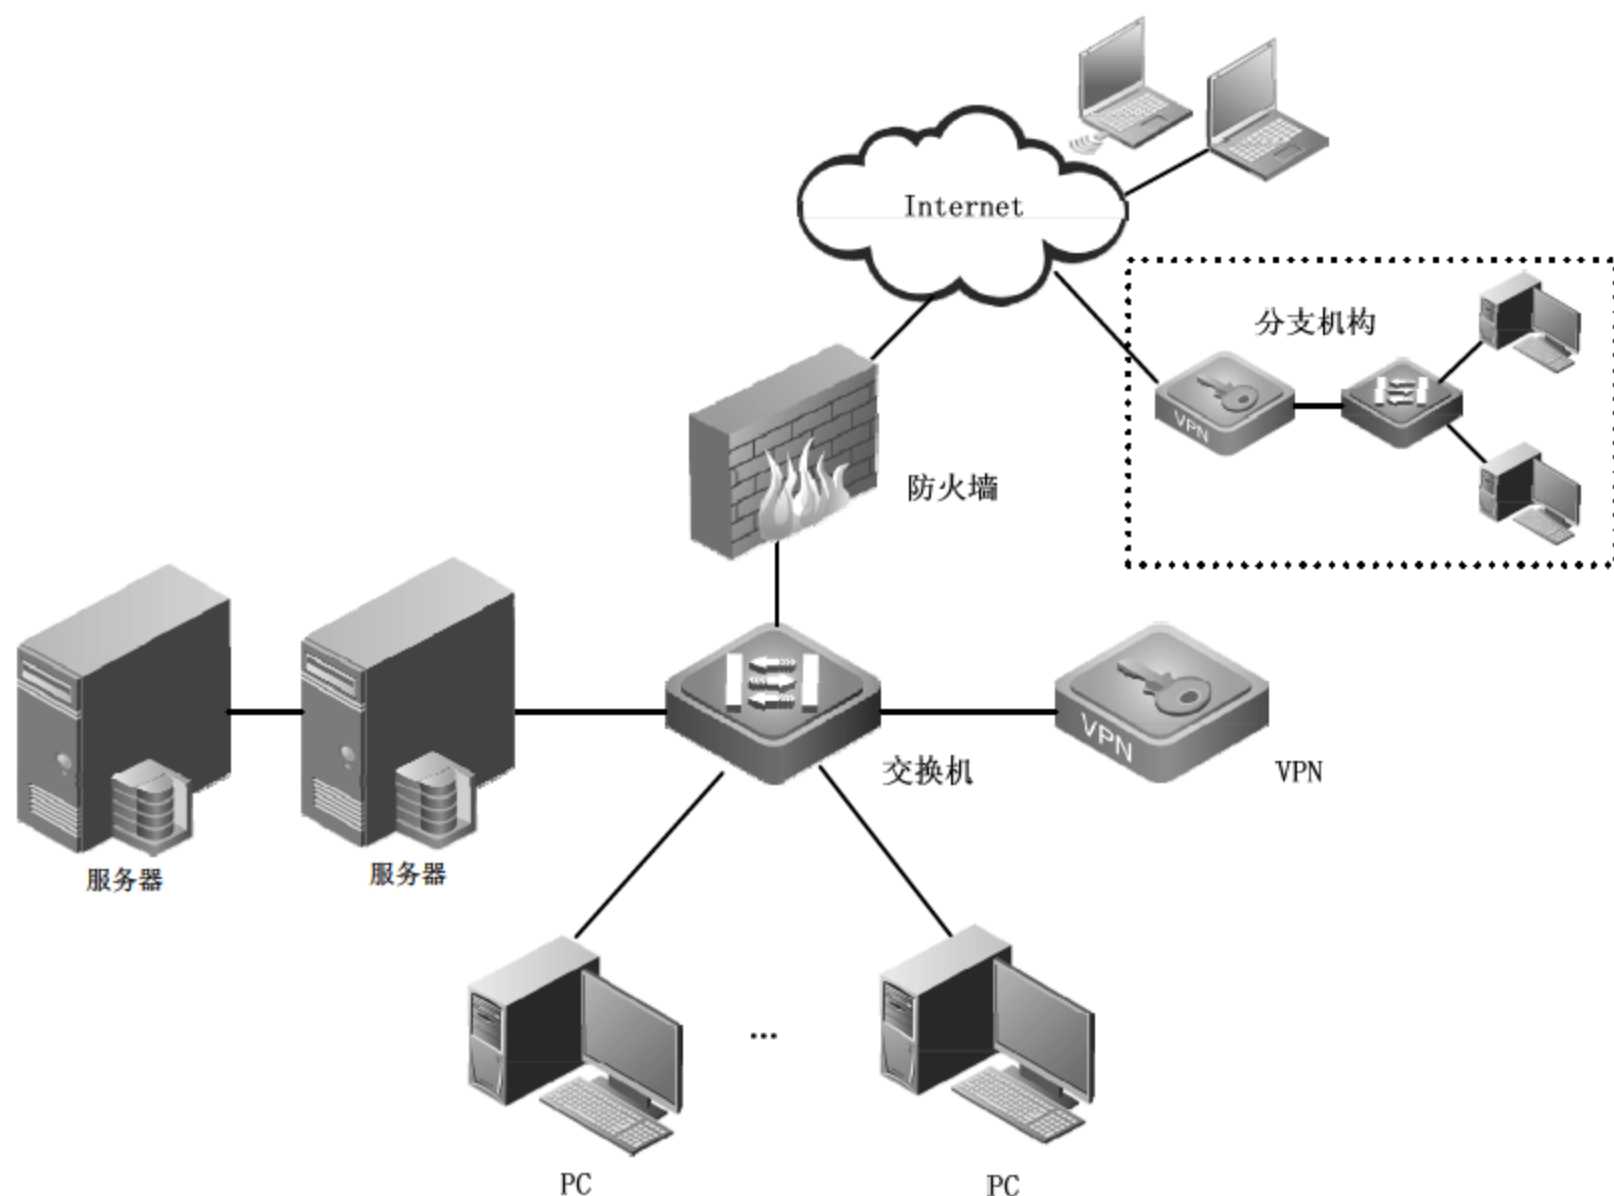 Internet
分支机构
VPN
防火墙
VPN
交换机
VPN
服务器
服务器
...
PC
PC